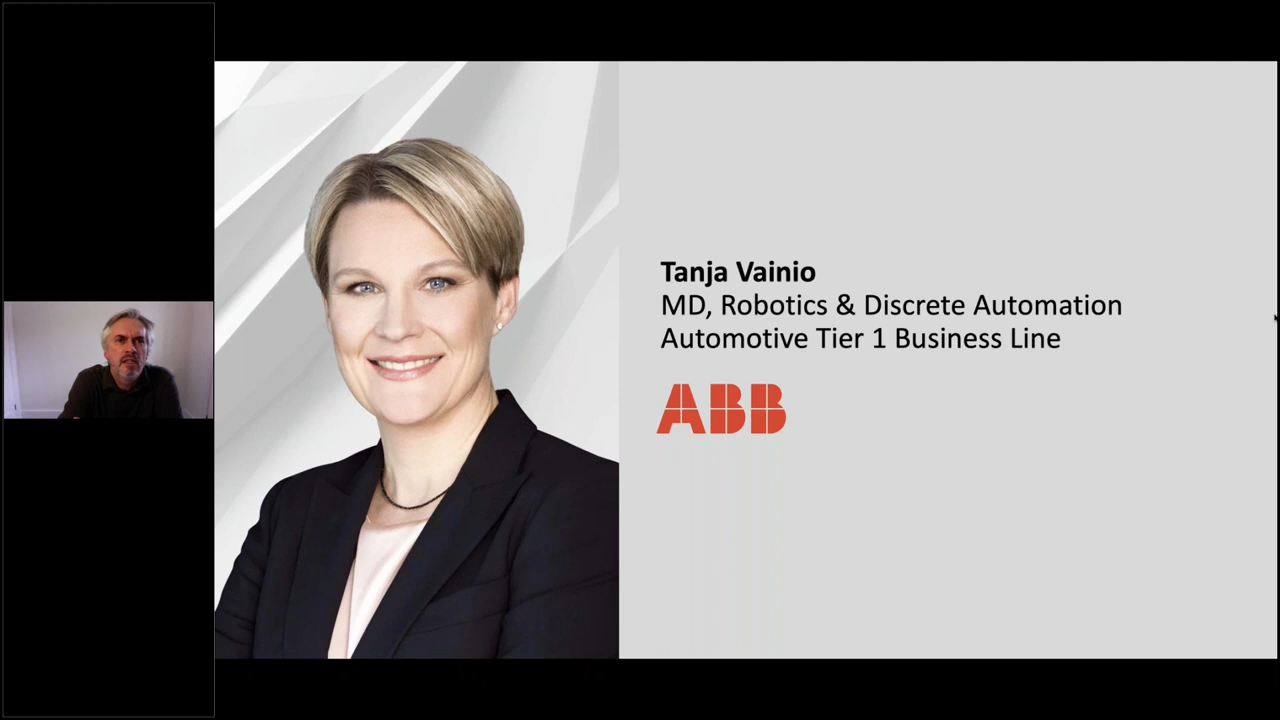 Tanja Vainio
MD, Robotics & Discrete Automation
Automotive Tier 1 Business Line
ABB